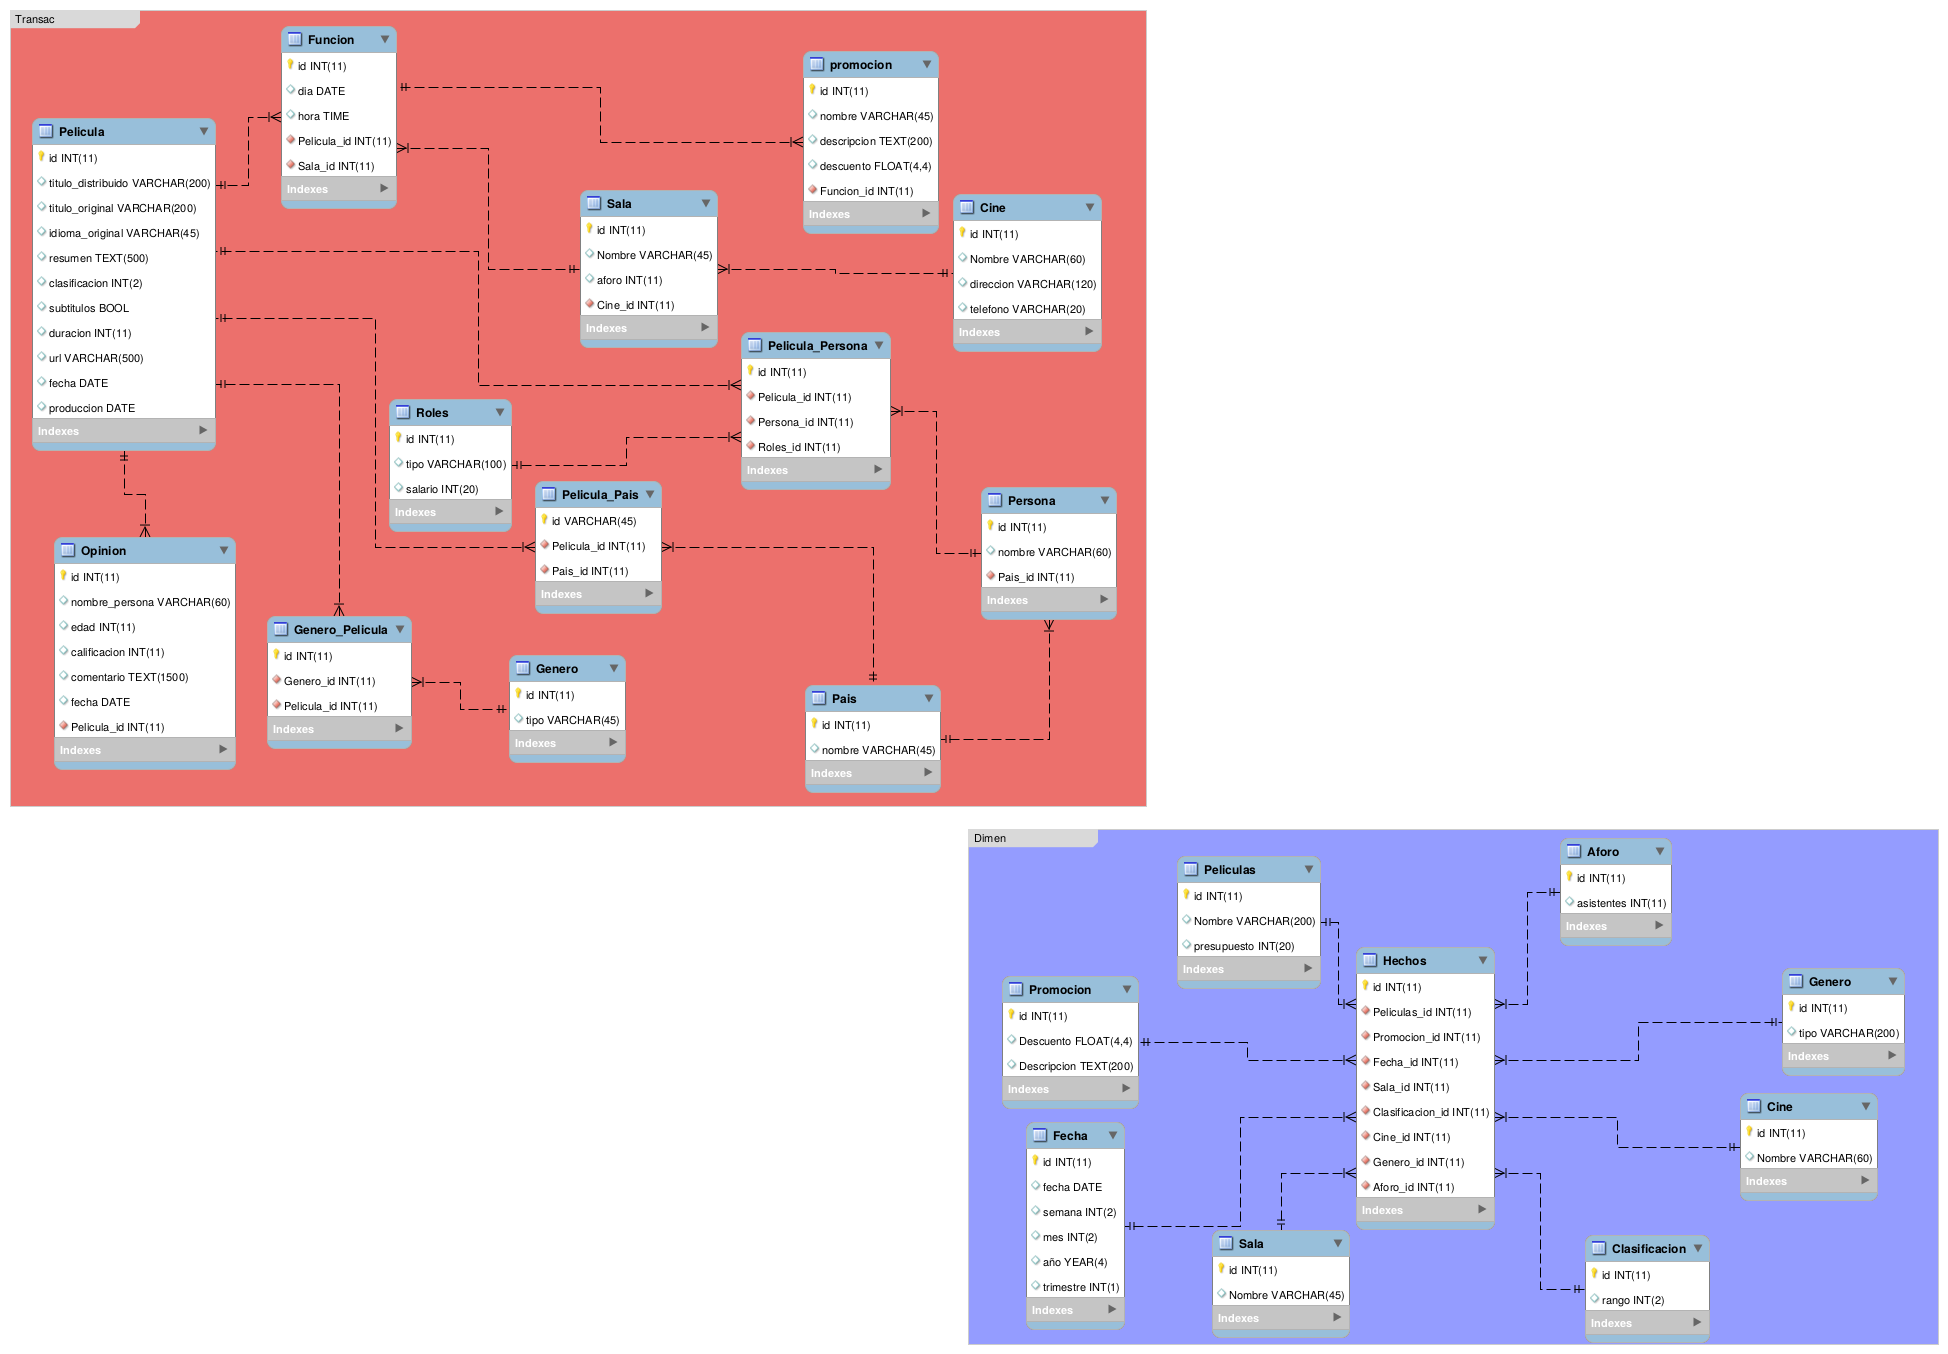 Transac
Funcion
id INT(11)
dia DATE
hora TIME
Pelicula_id INT(11)
Sala_id INT(11)
Indexes
promocion
id INT(11)
nombre VARCHAR(45)
descripcion TEXT(200)
descuento FLOAT(4,4)
Funcion_id INT(11)
Indexes
Pelicula
id INT(11)
titulo_distribuido VARCHAR(200)
titulo_original VARCHAR(200)
idioma_original VARCHAR(45)
resumen TEXT(500)
clasificacion INT(2)
subtitulos BOOL
duracion INT(11)
url VARCHAR(500)
fecha DATE
produccion DATE
Indexes
Sala
id INT(11)
Nombre VARCHAR(45)
aforo INT(11)
Cine_id INT(11)
Indexes
Cine
id INT(11)
Nombre VARCHAR(60)
direccion VARCHAR(120)
telefono VARCHAR(20)
Indexes
Pelicula_Persona
id INT(11)
Pelicula_id INT(11)
Persona_id INT(11)
Roles_id INT(11)
Indexes
Roles
id INT(11)
tipo VARCHAR(100)
salario INT(20)
Indexes
Pelicula_Pais
id VARCHAR(45)
Pelicula_id INT(11)
Pais_id INT(11)
Indexes
Persona
id INT(11)
nombre VARCHAR(60)
Pais_id INT(11)
Indexes
Opinion
id INT(11)
nombre_persona VARCHAR(60)
edad INT(11)
calificacion INT(11)
comentario TEXT(1500)
fecha DATE
Pelicula_id INT(11)
Indexes
Genero_Pelicula
id INT(11)
Genero_id INT(11)
Pelicula_id INT(11)
Indexes
Genero
id INT(11)
tipo VARCHAR(45)
Indexes
Pais
id INT(11)
nombre VARCHAR(45)
Indexes
Dimen
Peliculas
id INT(11)
Nombre VARCHAR(200)
presupuesto INT(20)
Indexes
Aforo
id INT(11)
asistentes INT(11)
Indexes
Hechos
id INT(11)
Peliculas_id INT(11)
Promocion_id INT(11)
Fecha_id INT(11)
Sala_id INT(11)
Clasificacion_id INT(11)
Cine_id INT(11)
Genero_id INT(11)
Aforo_id INT(11)
Indexes
Promocion
id INT(11)
Descuento FLOAT(4,4)
Descripcion TEXT(200)
Indexes
Genero
id INT(11)
tipo VARCHAR(200)
Indexes
Cine
id INT(11)
Nombre VARCHAR(60)
Indexes
Fecha
id INT(11)
fecha DATE
semana INT(2)
mes INT(2)
año YEAR(4)
trimestre INT(1)
Indexes
Sala
id INT(11)
Nombre VARCHAR(45)
Indexes
Clasificacion
id INT(11)
rango INT(2)
Indexes